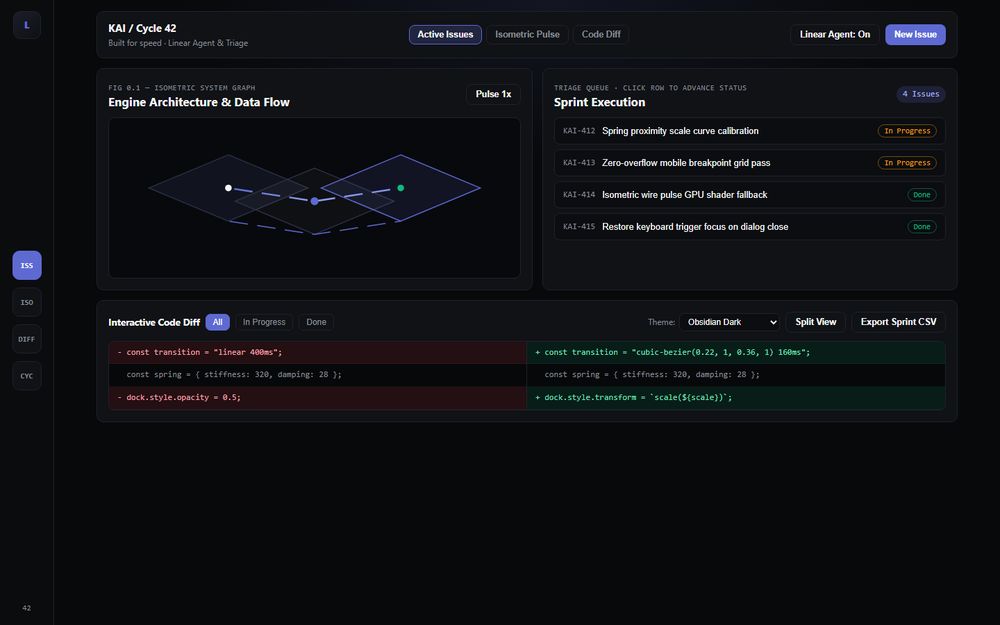 L
KAI / Cycle 42
Built for speed · Linear Agent & Triage
Active Issues
Isometric Pulse
Code Diff
Linear Agent: On
New Issue
FIG 0.1 — ISOMETRIC SYSTEM GRAPH
Engine Architecture & Data Flow
Pulse 1x
TRIAGE QUEUE · CLICK ROW TO ADVANCE STATUS
Sprint Execution
4 Issues
KAI-412 Spring proximity scale curve calibration In Progress
KAI-413 Zero-overflow mobile breakpoint grid pass In Progress
KAI-414 Isometric wire pulse GPU shader fallback Done
KAI-415 Restore keyboard trigger focus on dialog close Done
ISS
ISO
DIFF
CYC
42
Interactive Code Diff
All
In Progress
Done
Theme: Obsidian Dark
Split View
Export Sprint CSV
- const transition = "linear 400ms";
const spring = { stiffness: 320, damping: 28 };
- dock.style.opacity = 0.5;
+ const transition = "cubic-bezier(0.22, 1, 0.36, 1) 160ms";
const spring = { stiffness: 320, damping: 28 };
+ dock.style.transform = `scale(${scale})`;